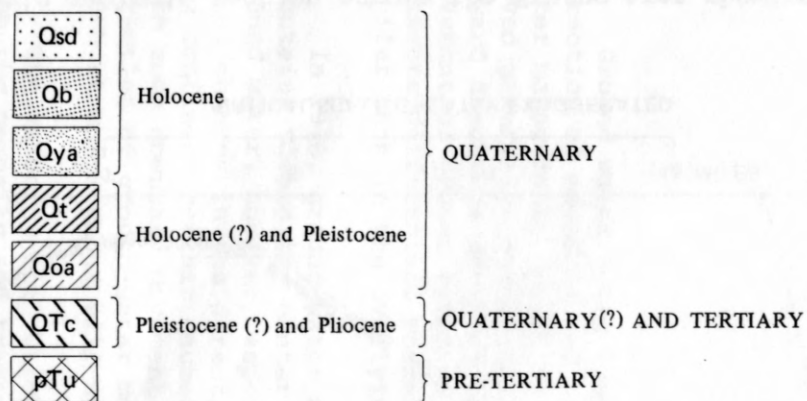 Qsd
Qb Holocene
Qya
QUATERNARY
Qt
Holocene (?) and Pleistocene
Qoa
QTc Pleistocene (?) and Pliocene QUATERNARY(?) AND TERTIARY
pTu PRE-TERTIARY